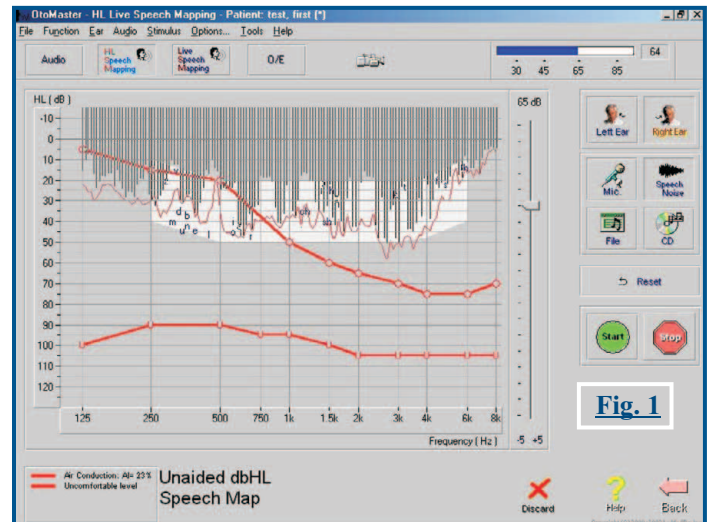 OtoMaster - HL Live Speech Mapping - Patient: test, first (*)
File Function Ear Audio Stimulus Options... Tools Help
Audio
HL Speech Mapping
Live Speech Mapping
O/E
64
30 45 65 85
HL ( dB )
65 dB
-10
0
10
20
30
40
50
60
70
80
90
100
110
120
d b
m n
u e l
o r
ch
sh
125 250 500 750 1k 1.5k 2k 3k 4k 6k 8k
Frequency ( Hz )
-5 +5
Left Ear
Right Ear
Mic.
Speech Noise
File
CD
Reset
Start
Stop
Fig. 1
Air Conduction: AI= 23%
Uncomfortable level
Unaided dbHL
Speech Map
Discard
Help
Back